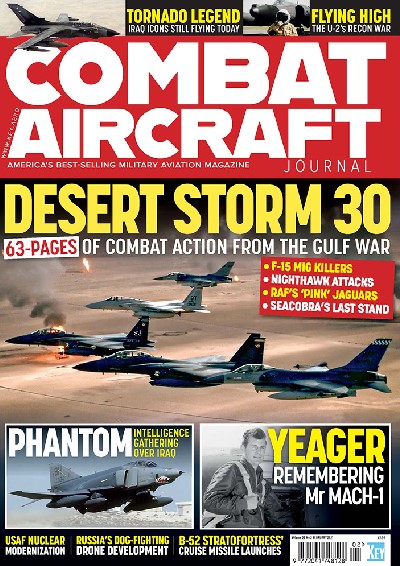 TORNADO LEGEND
IRAQ ICONS STILL FLYING TODAY
FLYING HIGH
THE U-2'S RECON WAR
COMBAT
AIRCRAFT
JOURNAL
AMERICA'S BEST-SELLING MILITARY AVIATION MAGAZINE
DESERT STORM 30
63-PAGES OF COMBAT ACTION FROM THE GULF WAR
• F-15 MIG KILLERS
• NIGHTHAWK ATTACKS
• RAF'S 'PINK' JAGUARS
• SEACOBRA'S LAST STAND
PHANTOM
INTELLIGENCE
GATHERING
OVER IRAQ
YEAGER
REMEMBERING
Mr MACH-1
USAF NUCLEAR
MODERNIZATION
RUSSIA'S DOG-FIGHTING
DRONE DEVELOPMENT
B-52 STRATOFORTRESS'
CRUISE MISSILE LAUNCHES
02
KEY